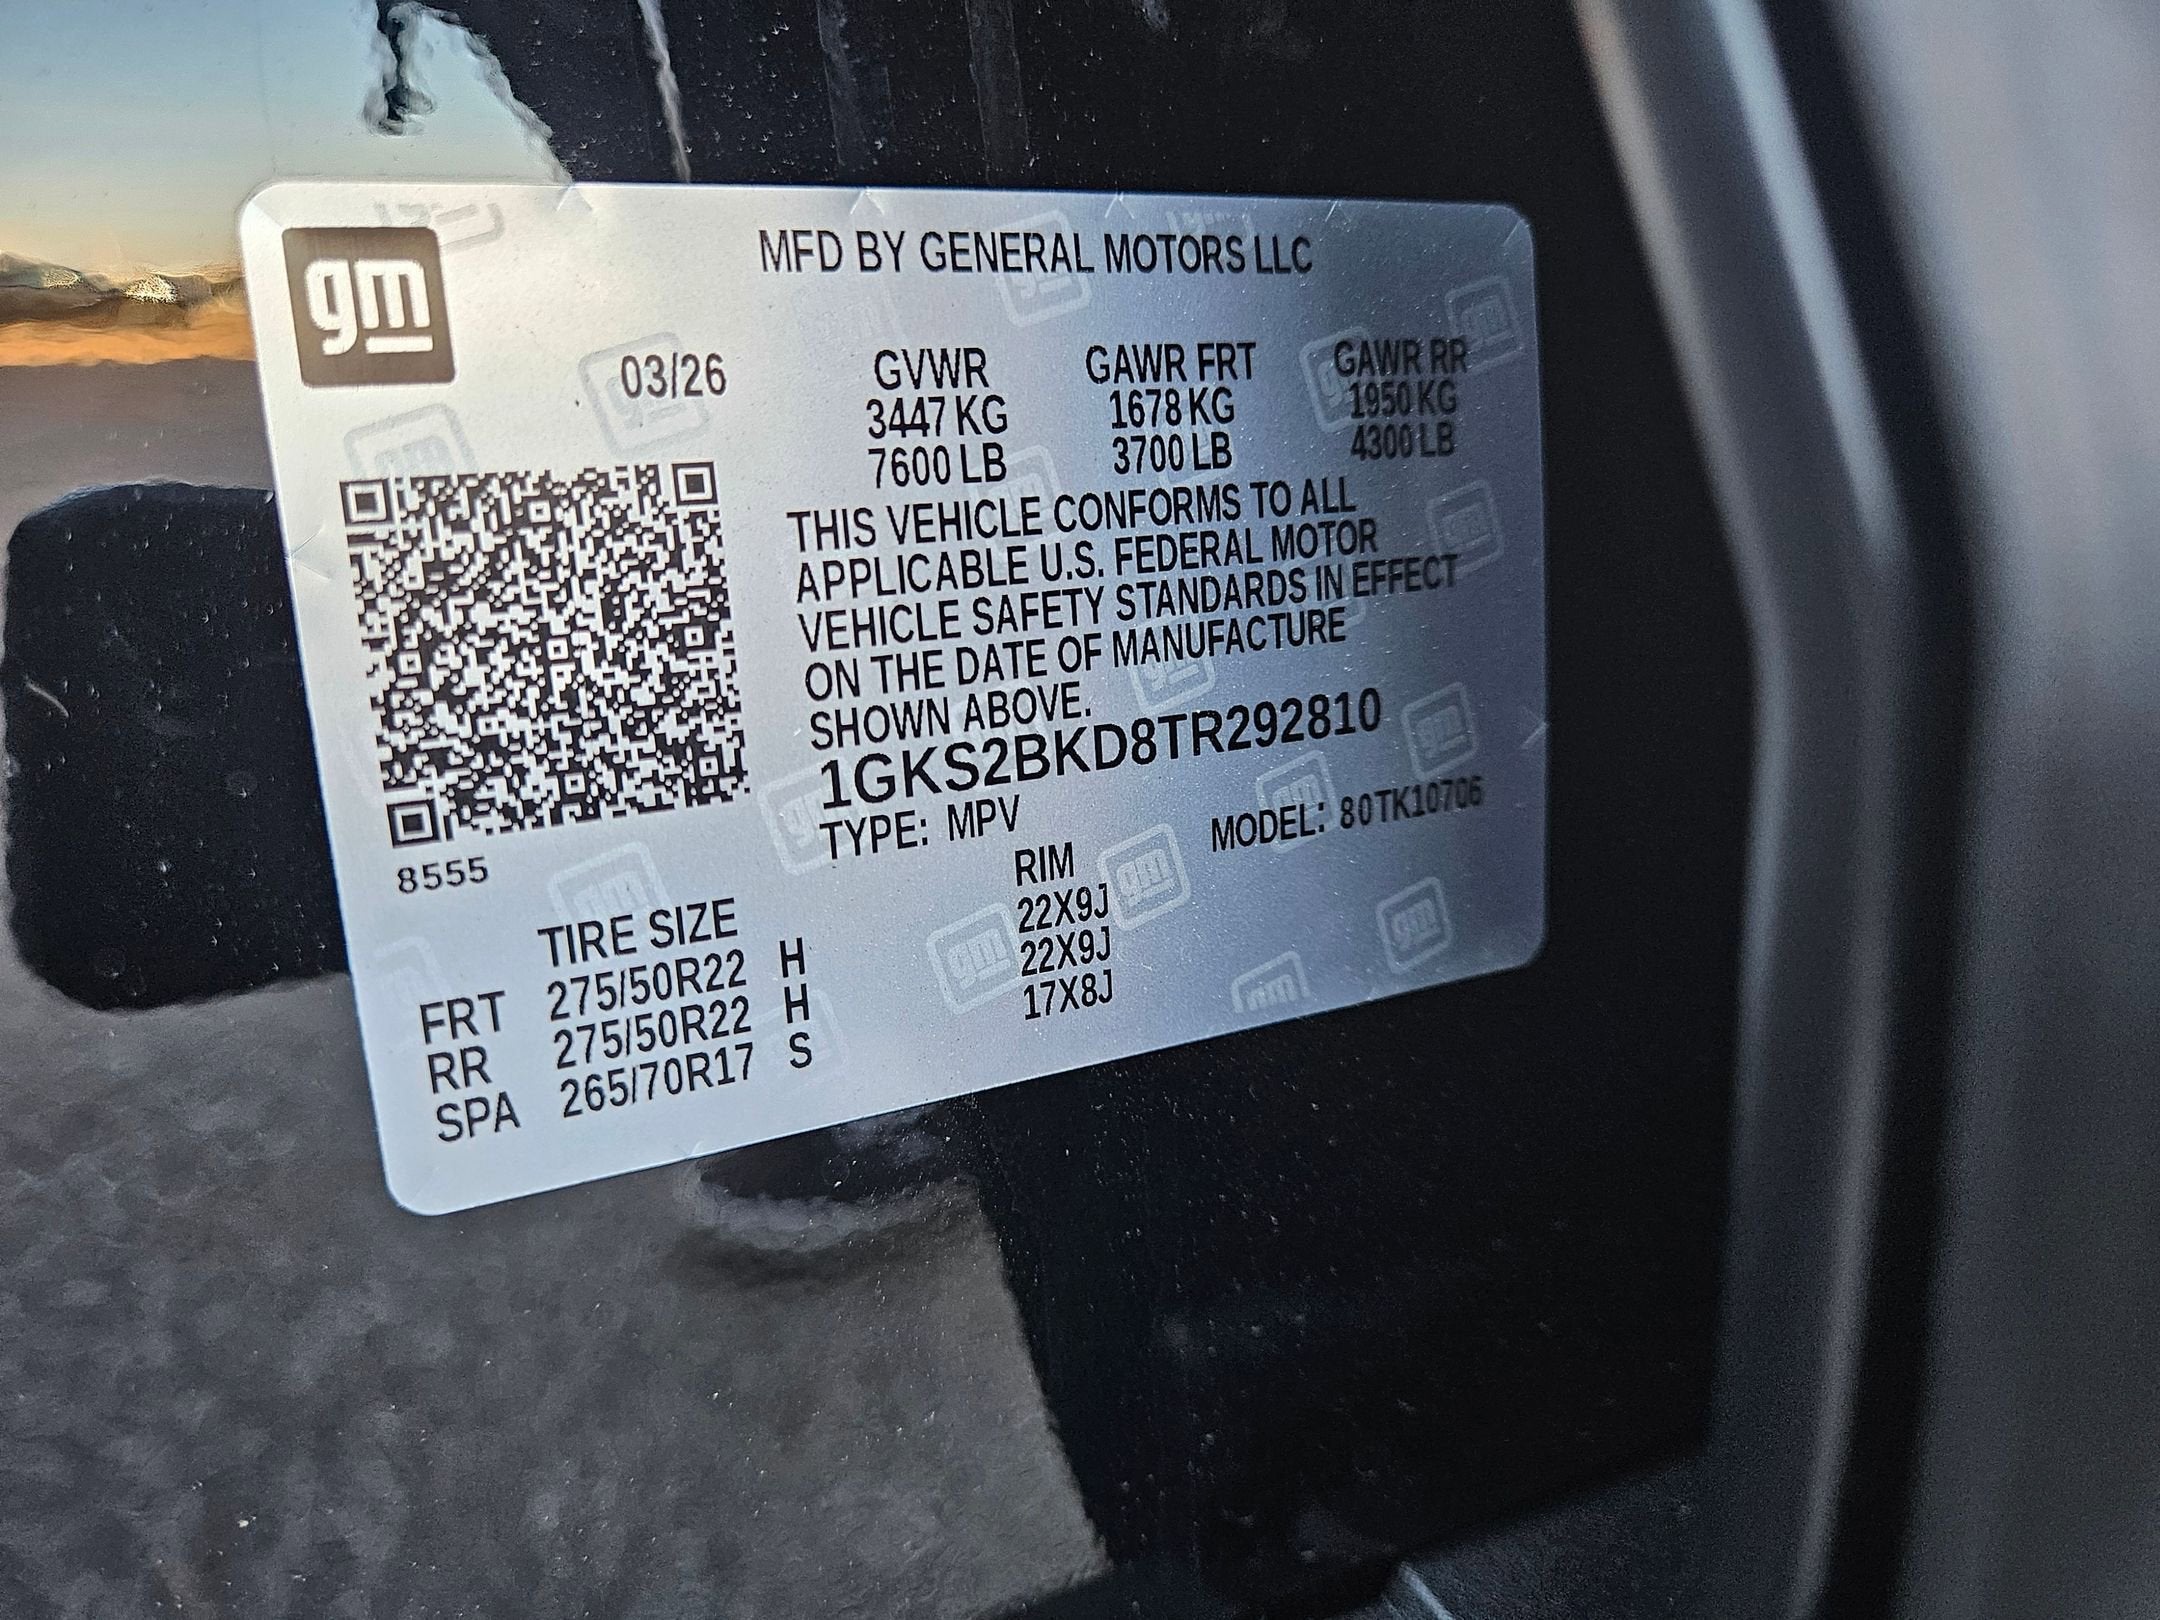 gm
MFD BY GENERAL MOTORS LLC
03/26
GVWR GAWR FRT GAWR RR
3447 KG 1678 KG 1950 KG
7600 LB 3700 LB 4300 LB
THIS VEHICLE CONFORMS TO ALL
APPLICABLE U.S. FEDERAL MOTOR
VEHICLE SAFETY STANDARDS IN EFFECT
ON THE DATE OF MANUFACTURE
SHOWN ABOVE.
1GKS2BKD8TR292810
TYPE: MPV MODEL: 80TK10706
8555
TIRE SIZE RIM
FRT 275/50R22 H 22X9J
RR 275/50R22 H 22X9J
SPA 265/70R17 S 17X8J